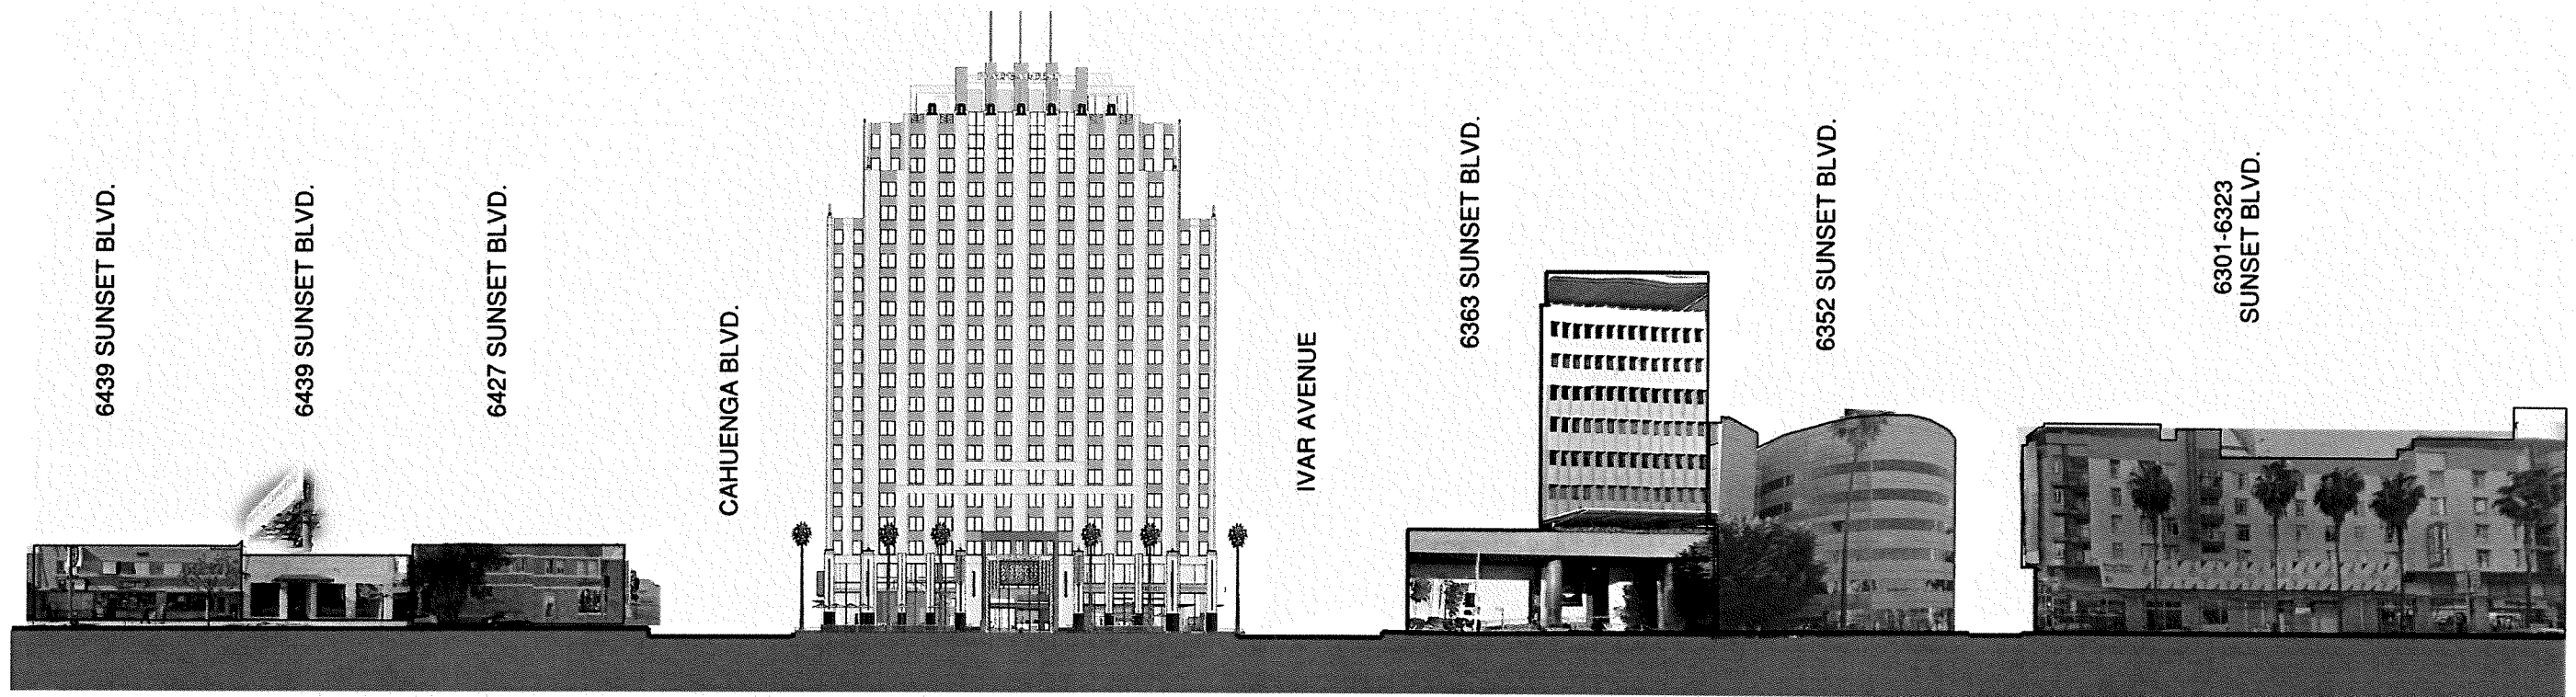 6439 SUNSET BLVD.
6439 SUNSET BLVD.
6427 SUNSET BLVD.
CAHUENGA BLVD.
IVAR AVENUE
6363 SUNSET BLVD.
6352 SUNSET BLVD.
6301-6323
SUNSET BLVD.